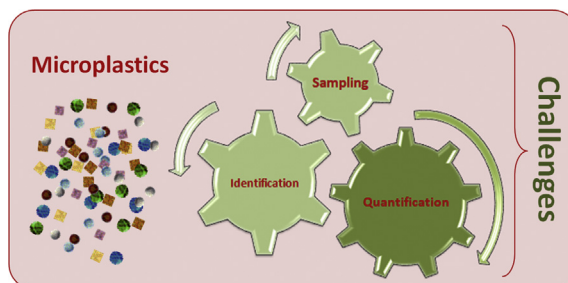 Microplastics
Sampling
Identification
Quantification
Challenges